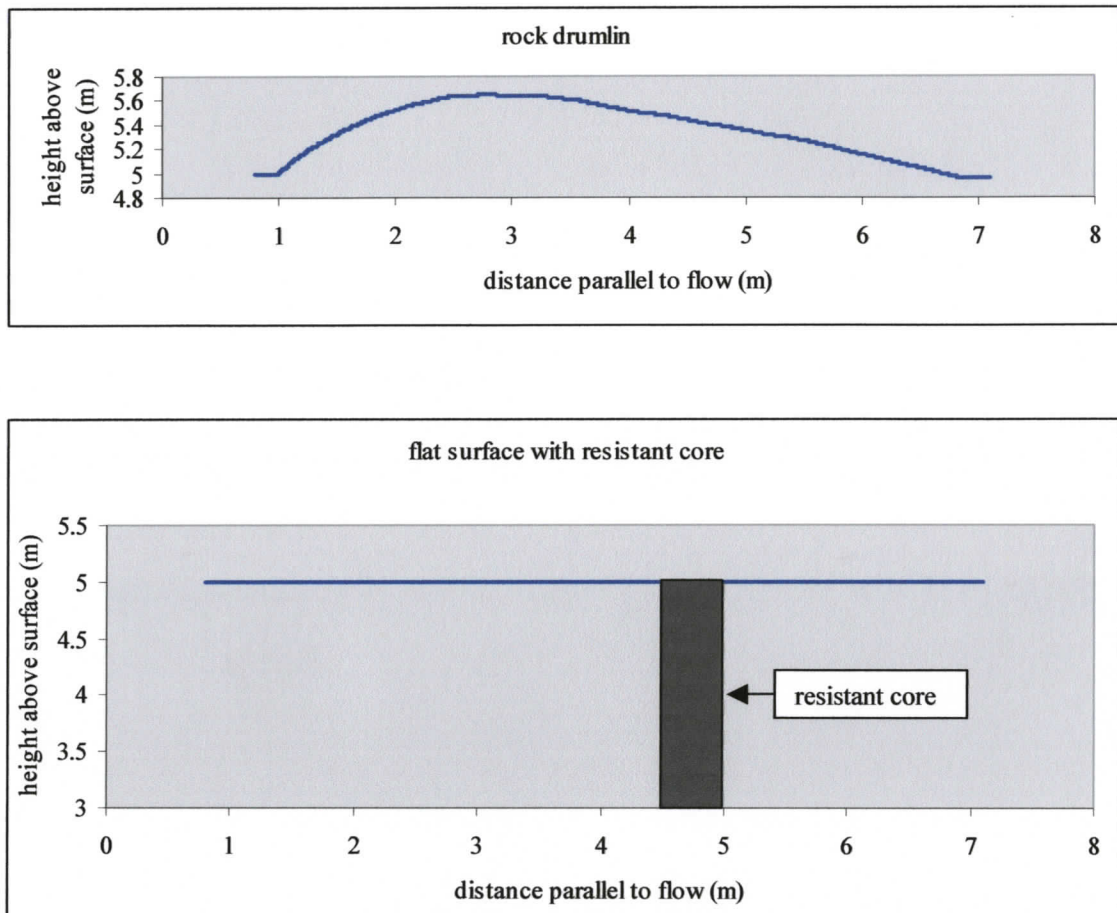 rock drumlin
height above
surface (m)
5.8
5.6
5.4
5.2
5
4.8
0 1 2 3 4 5 6 7 8
distance parallel to flow (m)
flat surface with resistant core
height above surface (m)
5.5
5
4.5
4
3.5
3
resistant core
0 1 2 3 4 5 6 7 8
distance parallel to flow (m)